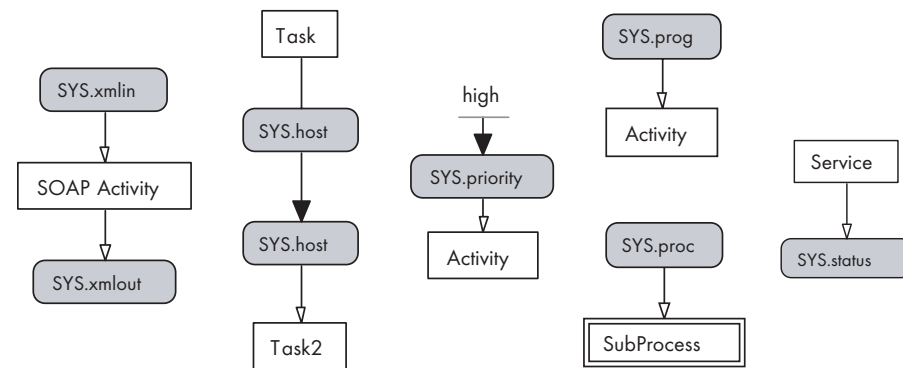 SYS.xmlin
SOAP Activity
SYS.xmlout
Task
SYS.host
SYS.host
Task2
high
SYS.priority
Activity
SYS.prog
Activity
SYS.proc
SubProcess
Service
SYS.status